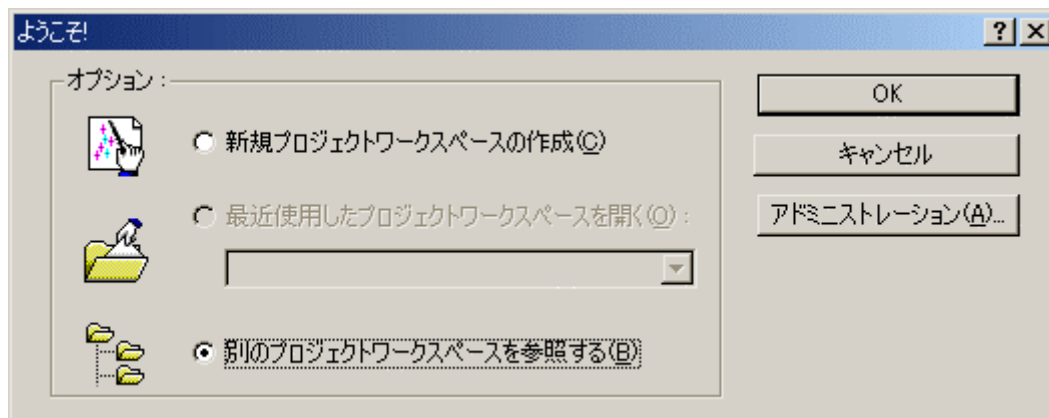 ようこそ!
オプション :
新規プロジェクトワークスペースの作成(C)
最近使用したプロジェクトワークスペースを開く(O) :
別のプロジェクトワークスペースを参照する(B)
OK
キャンセル
アドミニストレーション(A)...